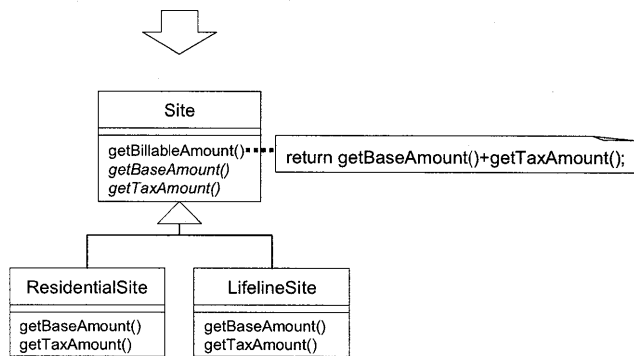 Site
getBillableAmount()
getBaseAmount()
getTaxAmount()
return getBaseAmount()+getTaxAmount();
ResidentialSite
getBaseAmount()
getTaxAmount()
LifelineSite
getBaseAmount()
getTaxAmount()